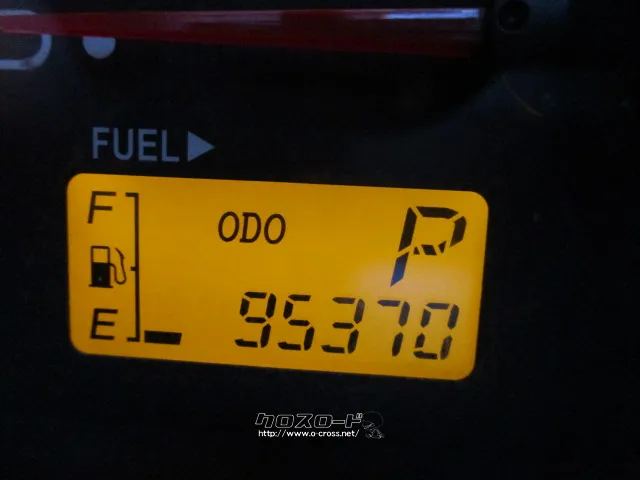 FUEL▶
F
ODO
P
E
95370
クロスロード
http://www.o-cross.net/